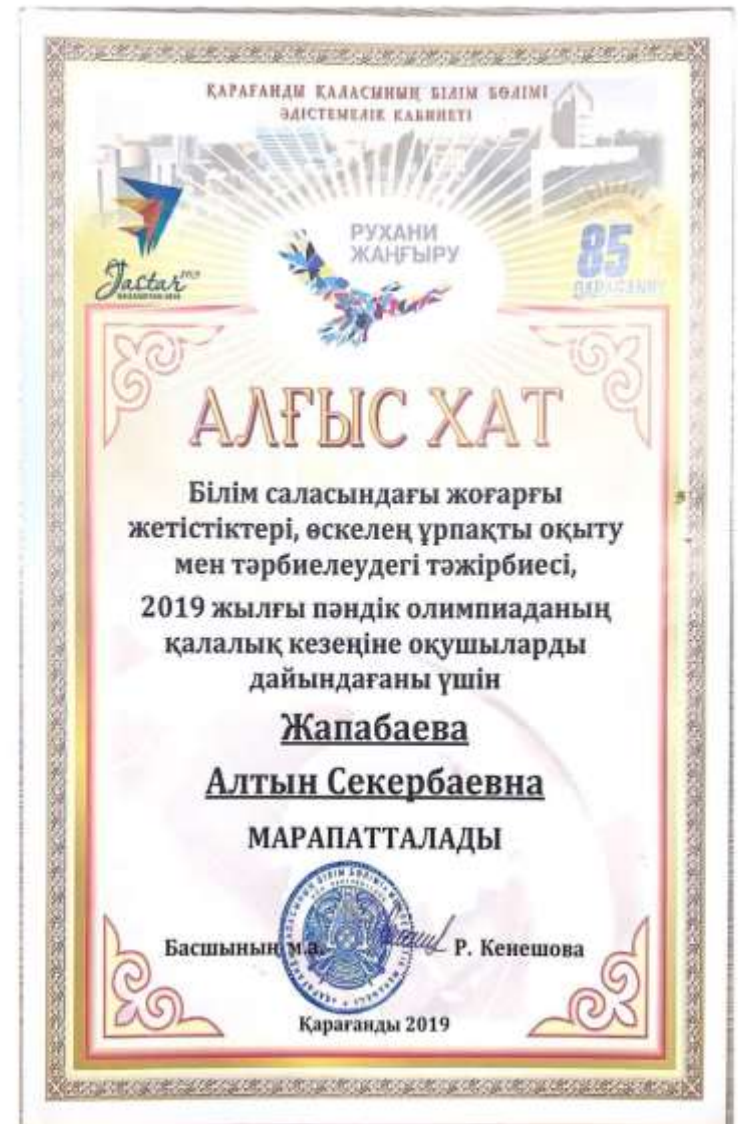 ҚАРАҒАНДЫ ҚАЛАСЫНЫҢ БІЛІМ БӨЛІМІ
ӘДІСТЕМЕЛІК КАБИНЕТІ
РУХАНИ
ЖАҢҒЫРУ
85
ҚАРАҒАНДЫ
Jastar
АЛҒЫС ХАТ
Білім саласындағы жоғарғы
жетістіктері, өскелең ұрпақты оқыту
мен тәрбиелеудегі тәжірбиесі,
2019 жылғы пәндік олимпиаданың
қалалық кезеңіне оқушыларды
дайындағаны үшін
Жапабаева
Алтын Секербаевна
МАРАПАТТАЛАДЫ
Басшының м.а. Р. Кенешова
Қарағанды 2019